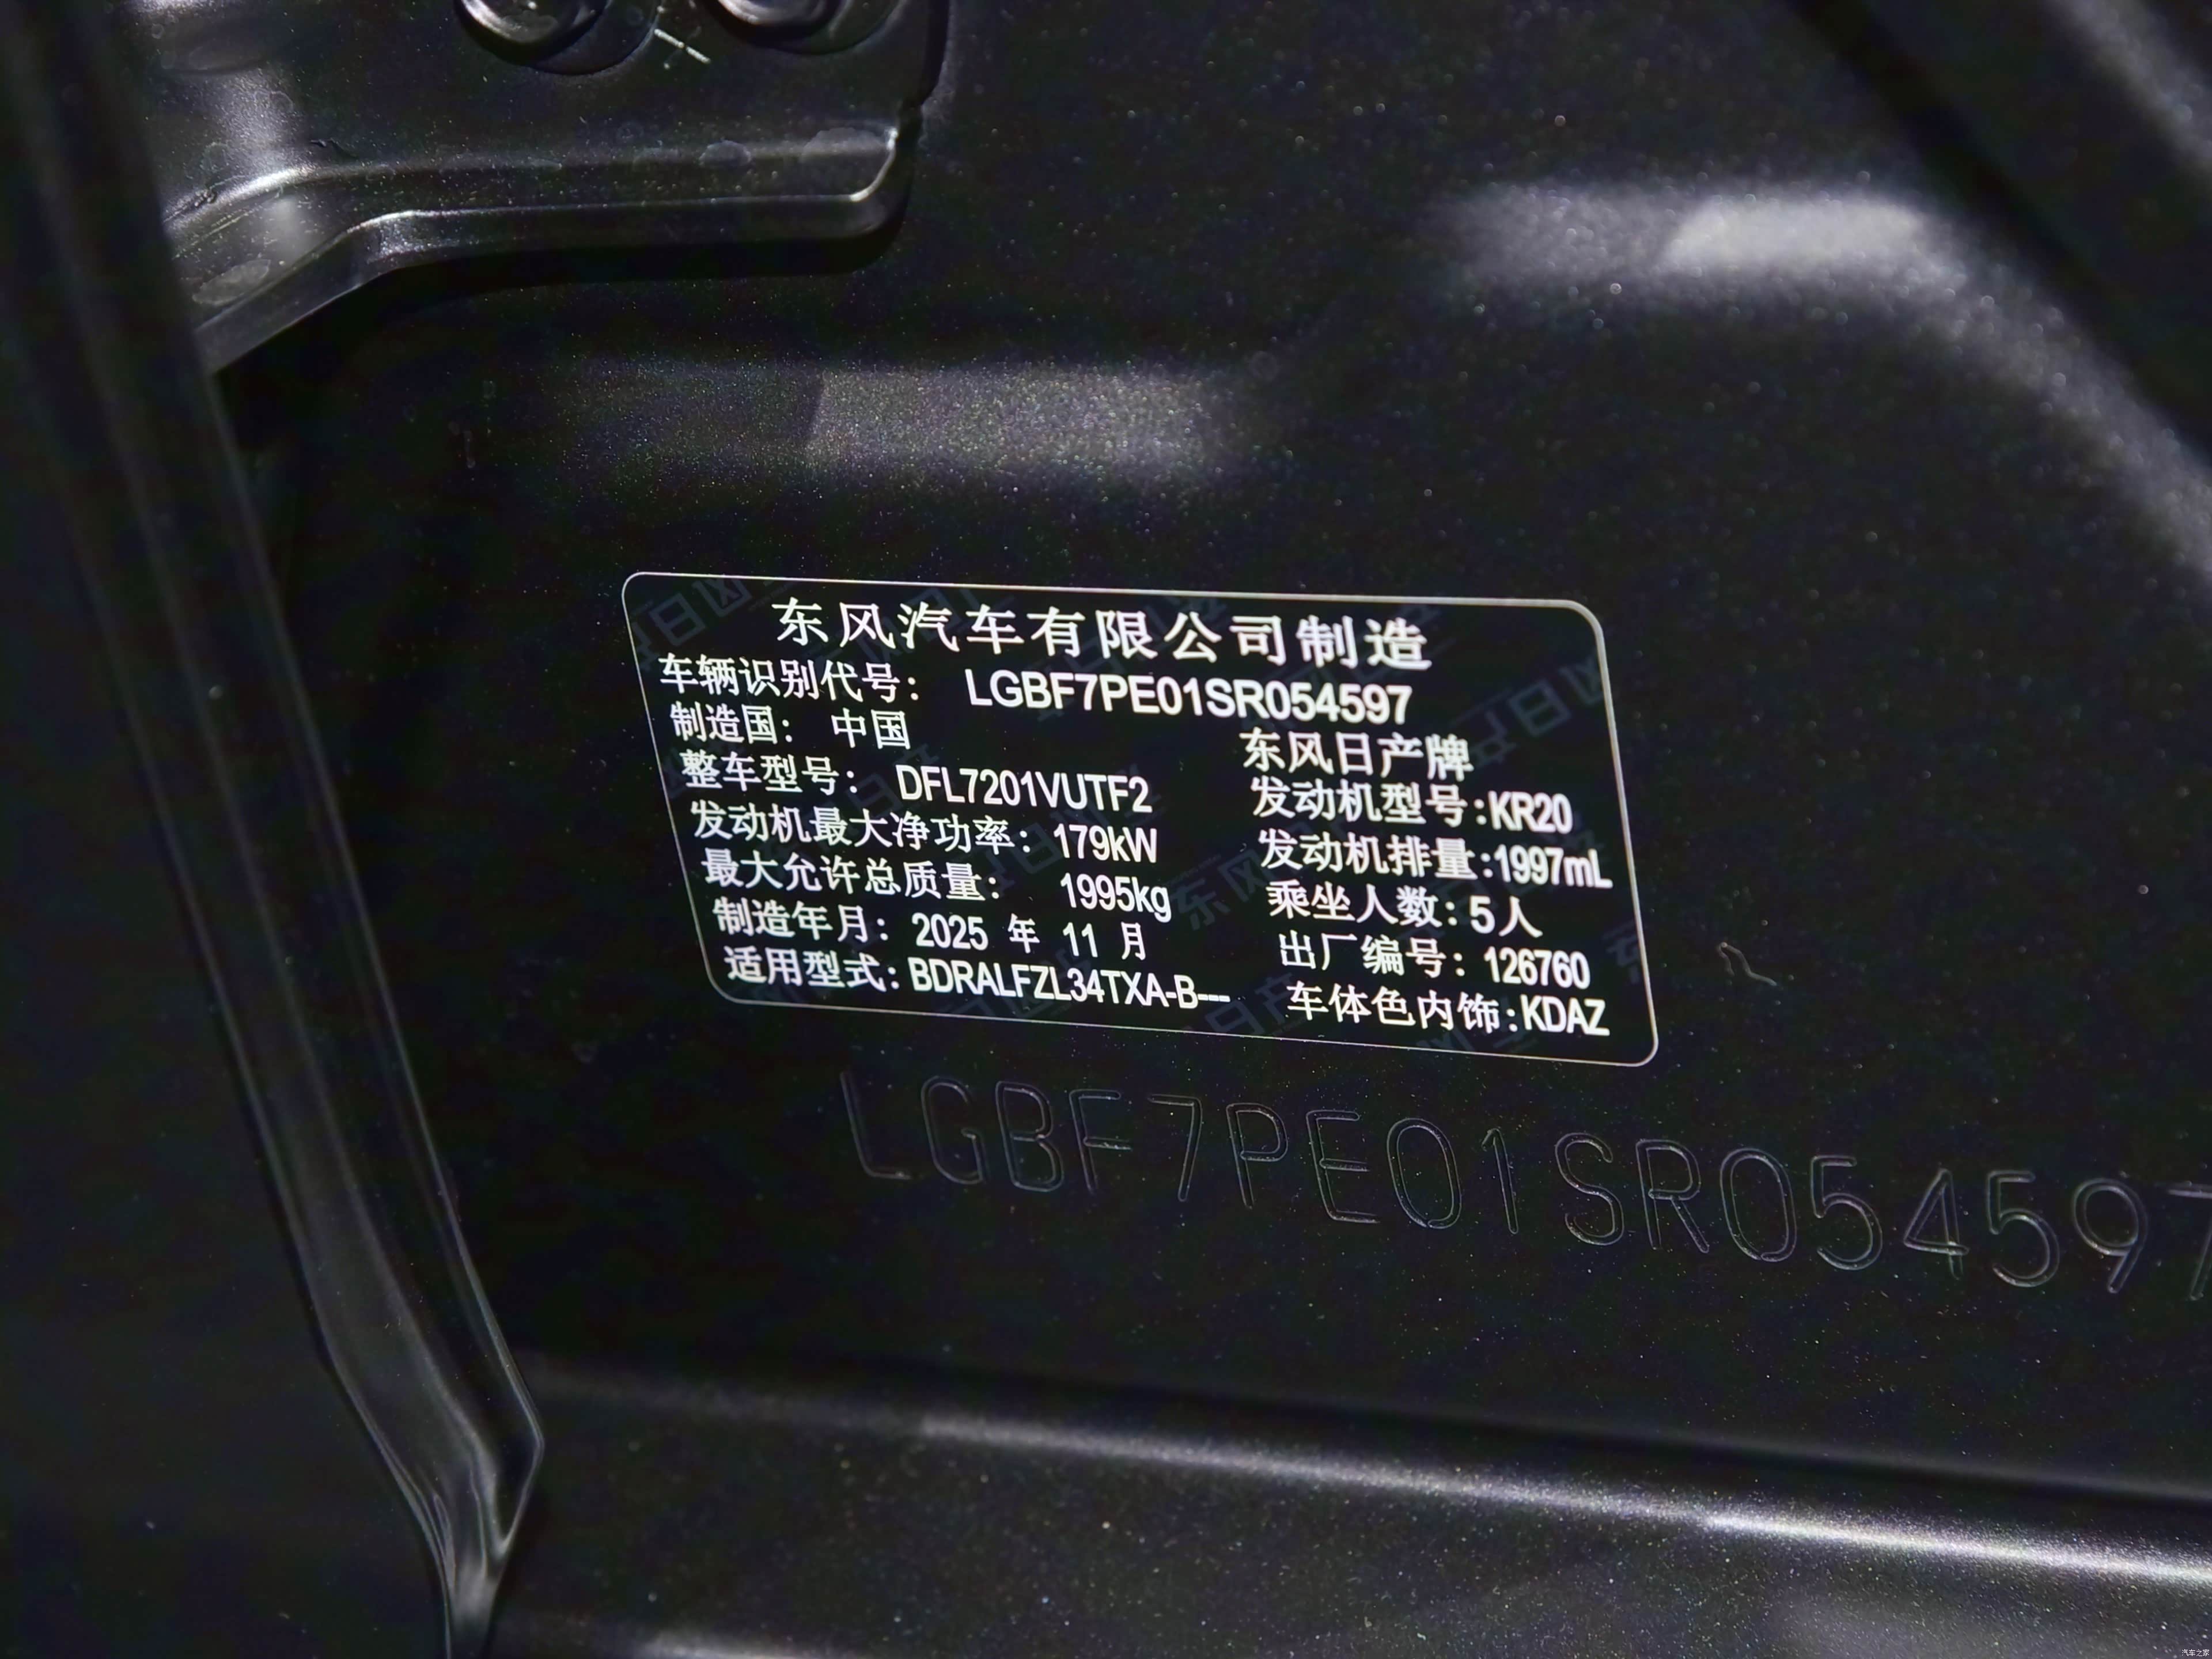 东风汽车有限公司制造
车辆识别代号： LGBF7PE01SR054597
制造国： 中国 东风日产牌
整车型号： DFL7201VUTF2 发动机型号:KR20
发动机最大净功率： 179kW 发动机排量:1997mL
最大允许总质量： 1995kg 乘坐人数:5人
制造年月： 2025 年 11 月 出厂编号: 126760
适用型式:BDRALFZL34TXA-B--- 车体色内饰:KDAZ
LGBF7PE01SR054597
汽车之家